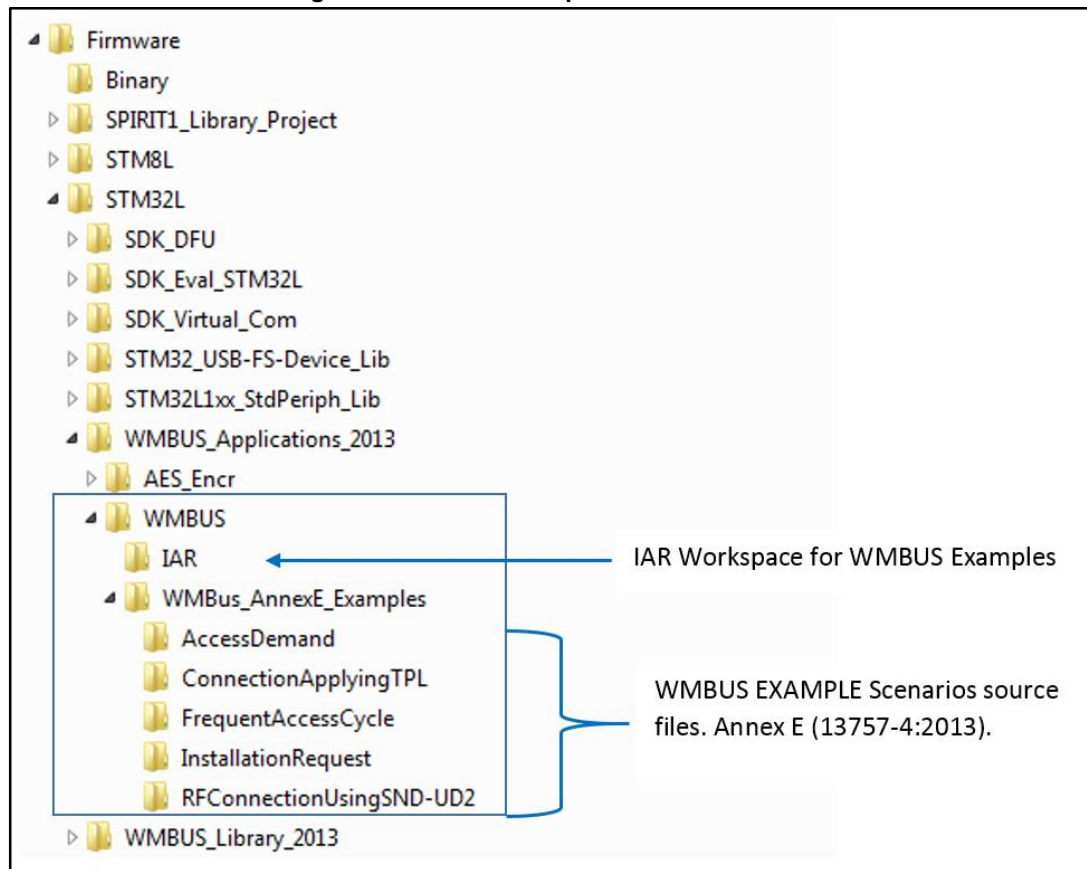 Firmware
Binary
SPIRIT1_Library_Project
STM8L
STM32L
SDK_DFU
SDK_Eval_STM32L
SDK_Virtual_Com
STM32_USB-FS-Device_Lib
STM32L1xx_StdPeriph_Lib
WMBUS_Applications_2013
AES_Encr
WMBUS
IAR
IAR Workspace for WMBUS Examples
WMBus_AnnexE_Examples
AccessDemand
ConnectionApplyingTPL
FrequentAccessCycle
InstallationRequest
RFConnectionUsingSND-UD2
WMBUS EXAMPLE Scenarios source
files. Annex E (13757-4:2013).
WMBUS_Library_2013